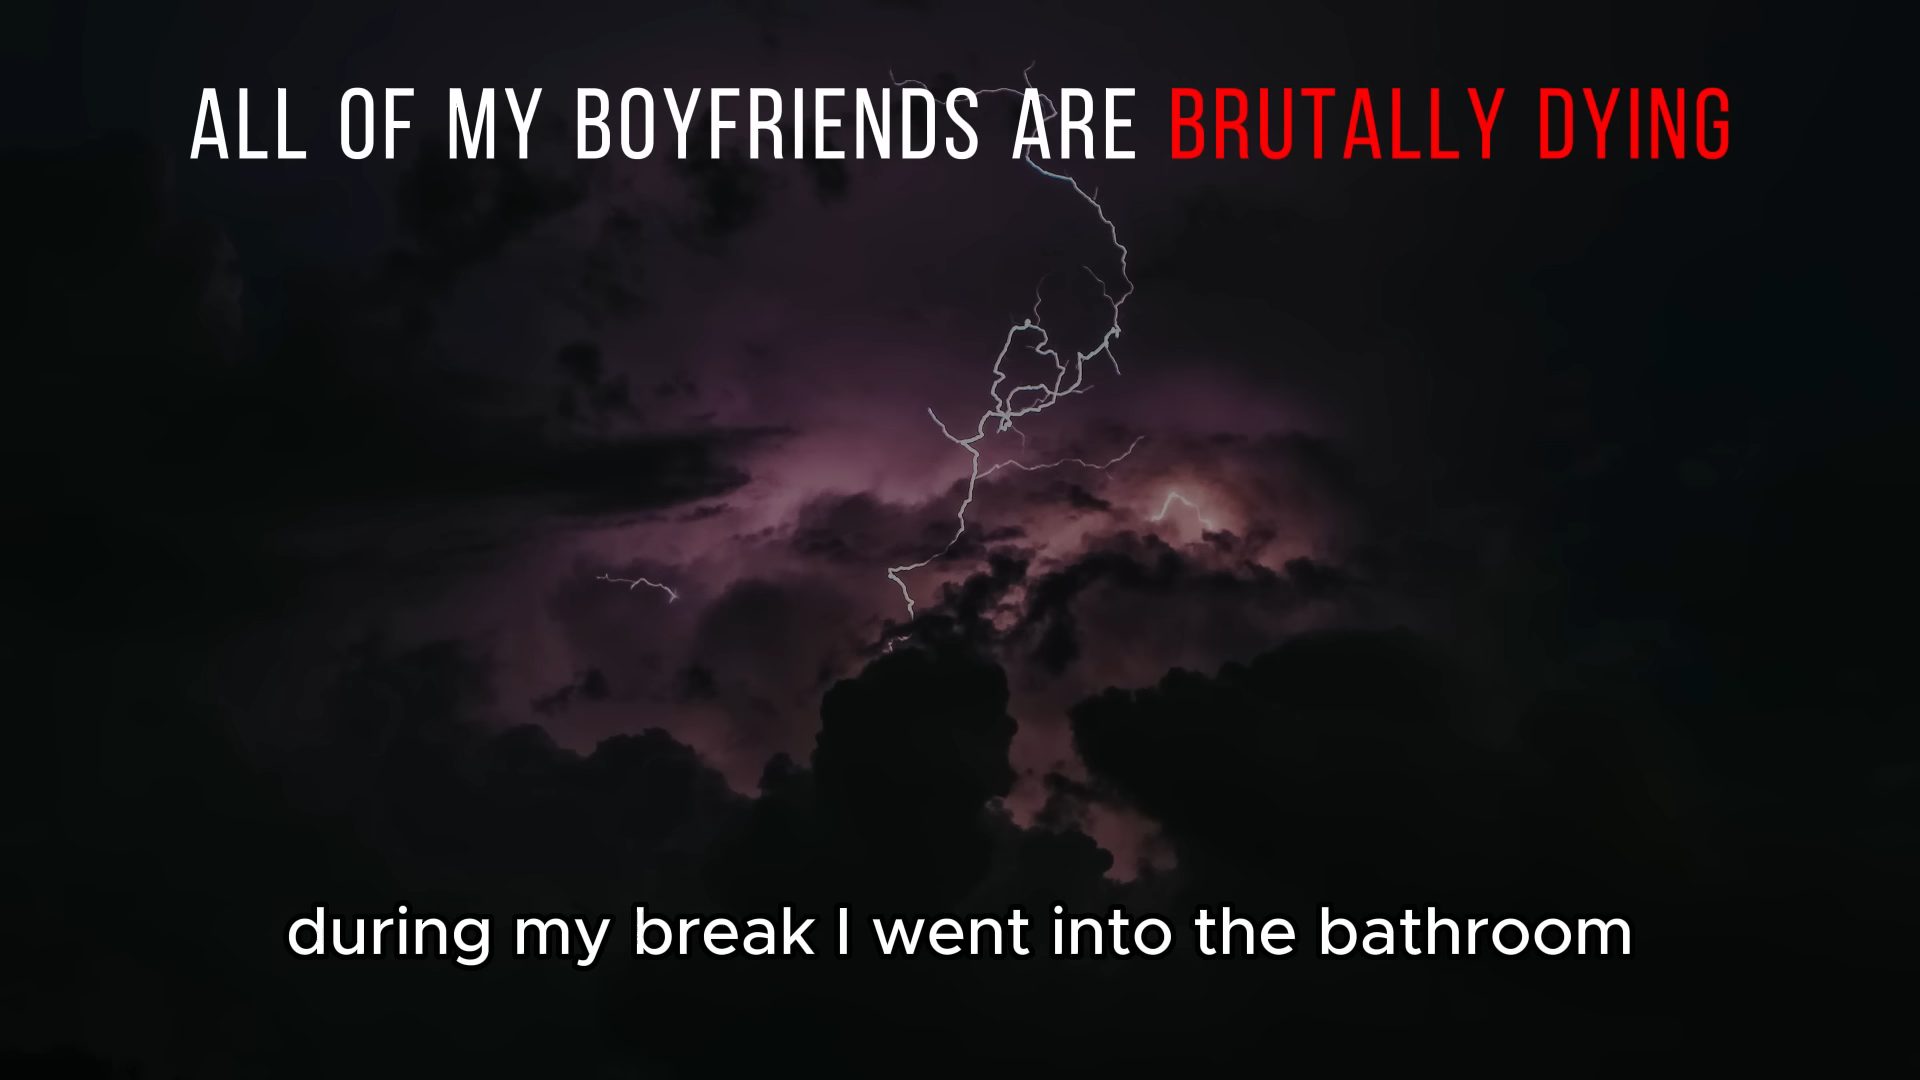 ALL OF MY BOYFRIENDS ARE BRUTALLY DYING
during my break I went into the bathroom